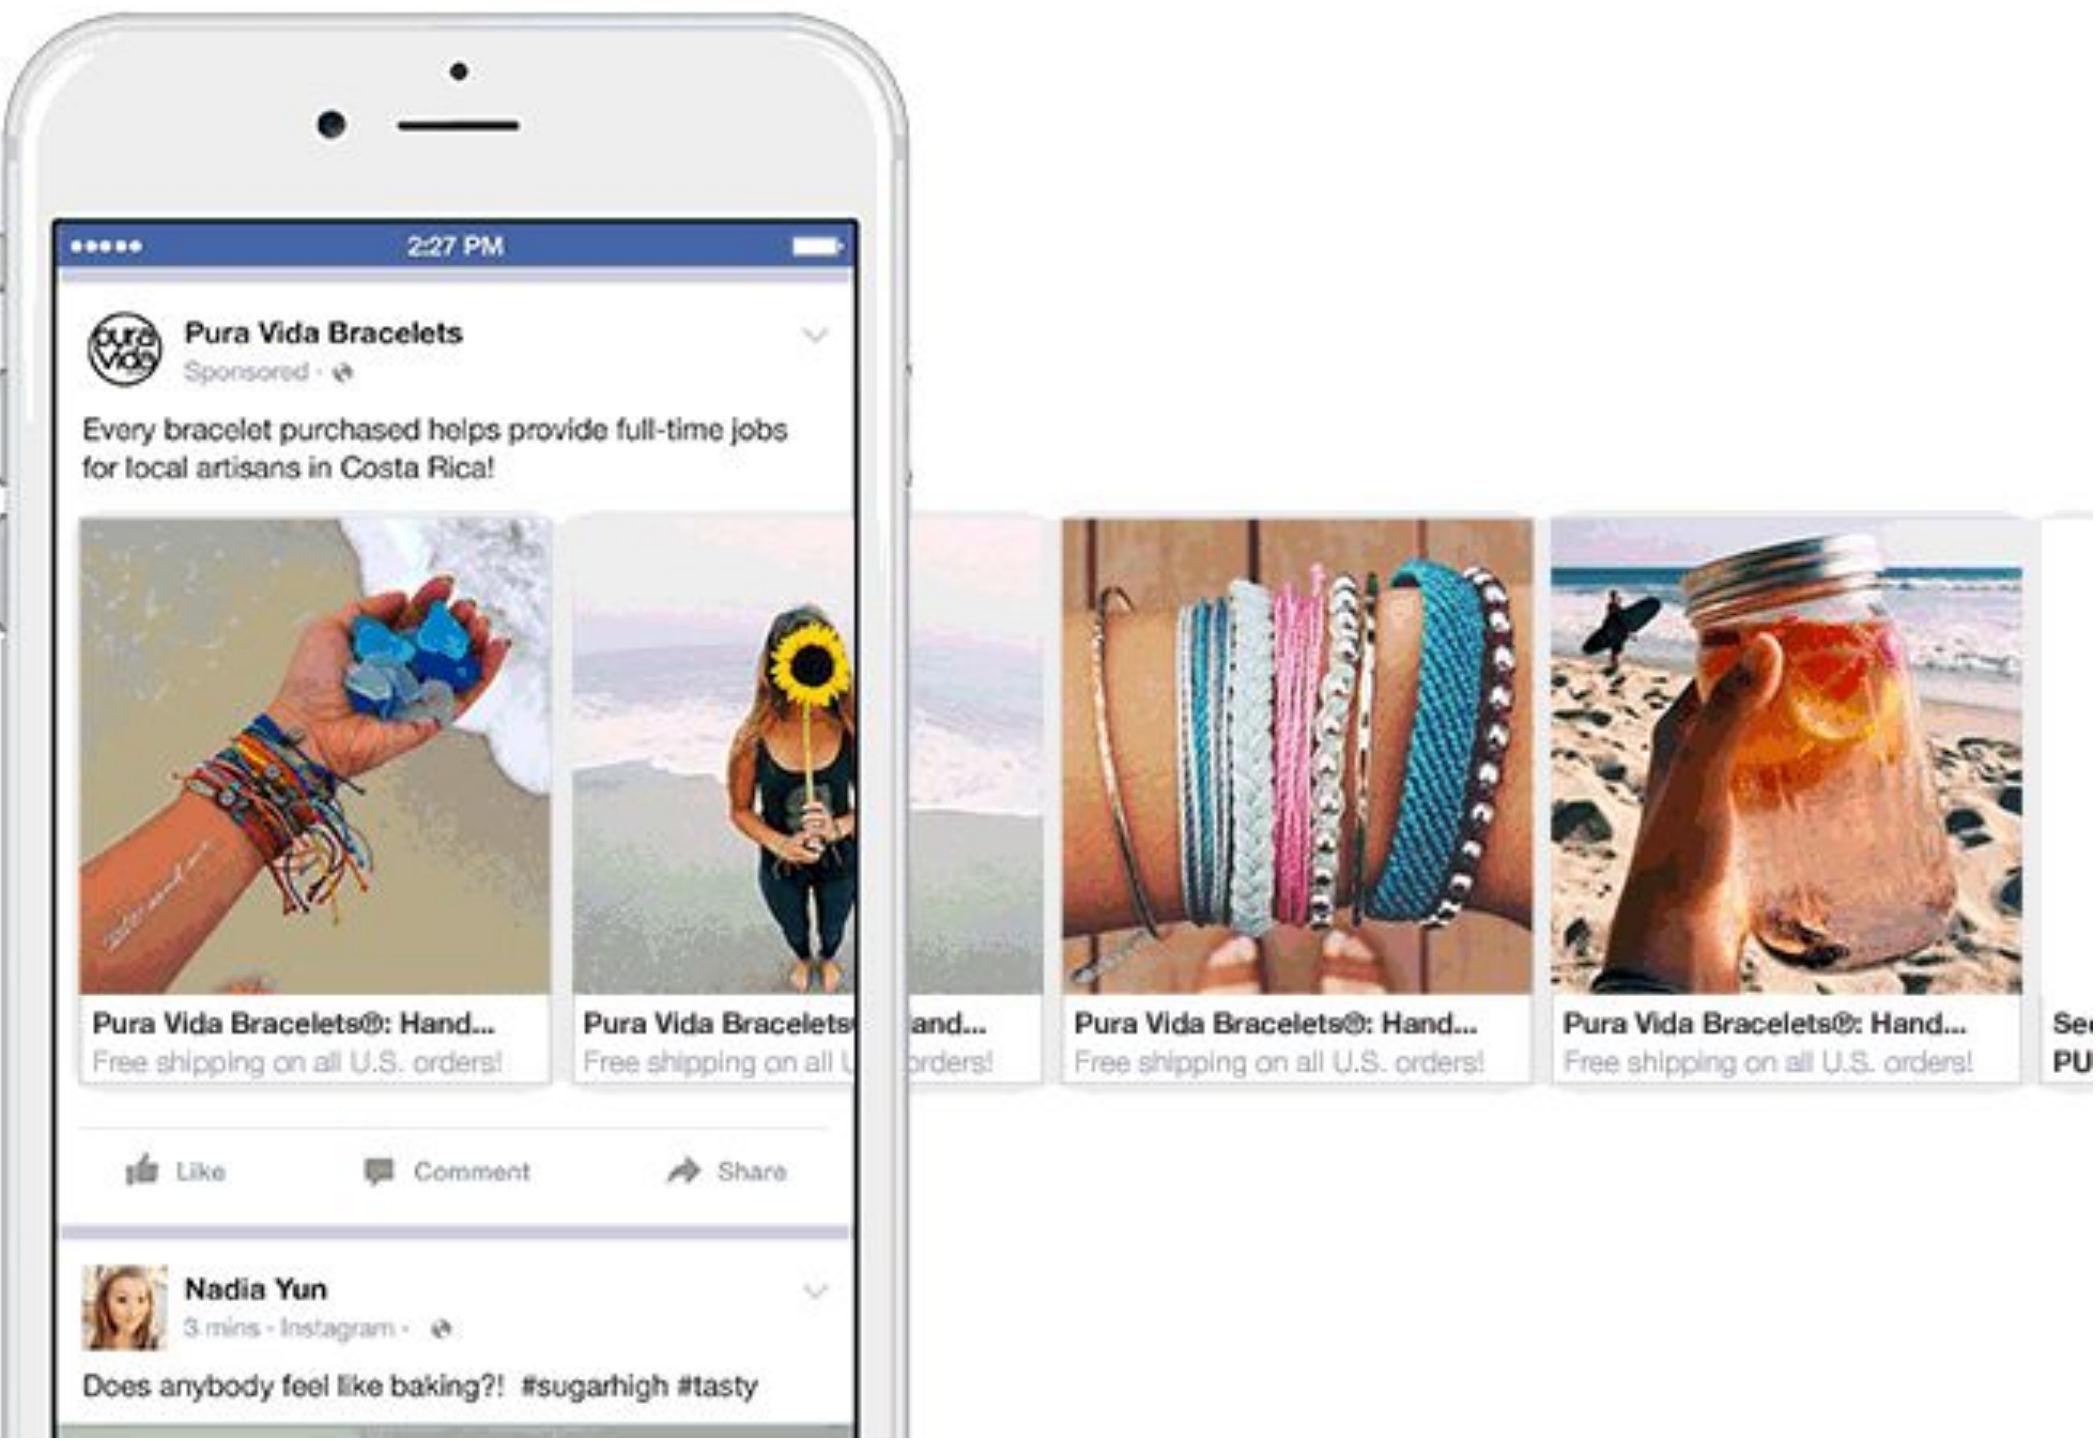 2:27 PM
pura
vida
Pura Vida Bracelets
Sponsored ·
Every bracelet purchased helps provide full-time jobs
for local artisans in Costa Rica!
Pura Vida Bracelets®: Hand...
Free shipping on all U.S. orders!
Pura Vida Bracelets and...
Free shipping on all U orders!
Pura Vida Bracelets®: Hand...
Free shipping on all U.S. orders!
Pura Vida Bracelets®: Hand...
Free shipping on all U.S. orders!
Like
Comment
Share
Nadia Yun
3 mins - Instagram -
Does anybody feel like baking?! #sugarhigh #tasty